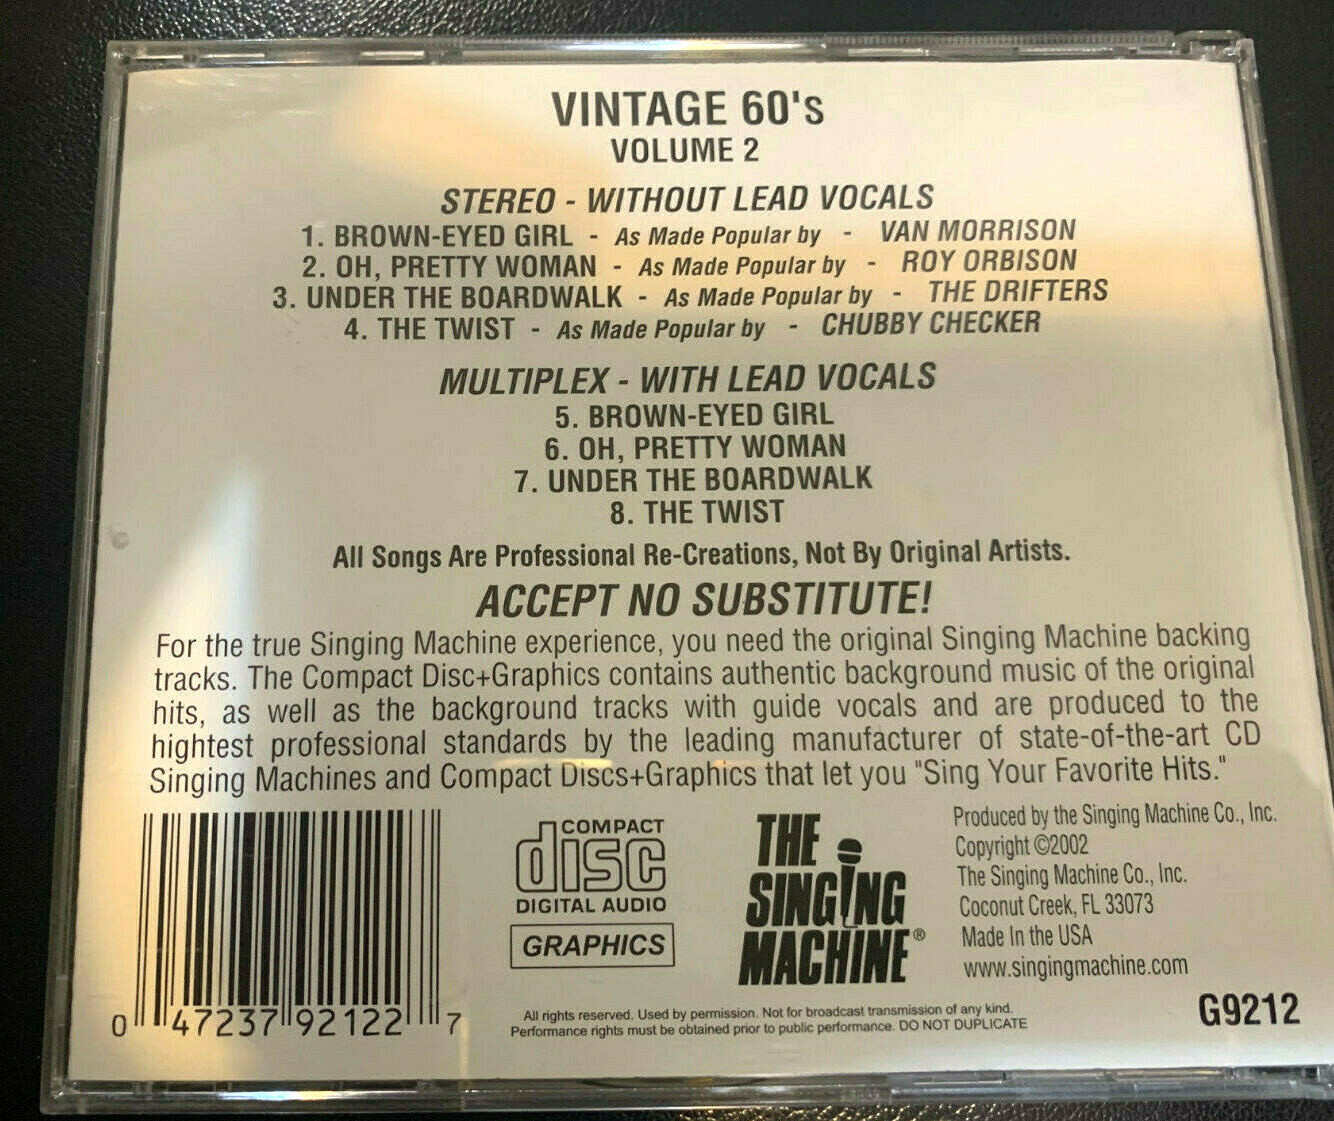 VINTAGE 60's
VOLUME 2
STEREO - WITHOUT LEAD VOCALS
1. BROWN-EYED GIRL - As Made Popular by - VAN MORRISON
2. OH, PRETTY WOMAN - As Made Popular by - ROY ORBISON
3. UNDER THE BOARDWALK - As Made Popular by - THE DRIFTERS
4. THE TWIST - As Made Popular by - CHUBBY CHECKER
MULTIPLEX - WITH LEAD VOCALS
5. BROWN-EYED GIRL
6. OH, PRETTY WOMAN
7. UNDER THE BOARDWALK
8. THE TWIST
All Songs Are Professional Re-Creations, Not By Original Artists.
ACCEPT NO SUBSTITUTE!
For the true Singing Machine experience, you need the original Singing Machine backing
tracks. The Compact Disc+Graphics contains authentic background music of the original
hits, as well as the background tracks with guide vocals and are produced to the
hightest professional standards by the leading manufacturer of state-of-the-art CD
Singing Machines and Compact Discs+Graphics that let you "Sing Your Favorite Hits."
0 47237 92122 7
COMPACT
disc
DIGITAL AUDIO
GRAPHICS
THE
SINGING
MACHINE®
Produced by the Singing Machine Co., Inc.
Copyright ©2002
The Singing Machine Co., Inc.
Coconut Creek, FL 33073
Made In the USA
www.singingmachine.com
All rights reserved. Used by permission. Not for broadcast transmission of any kind.
Performance rights must be obtained prior to public performance. DO NOT DUPLICATE
G9212